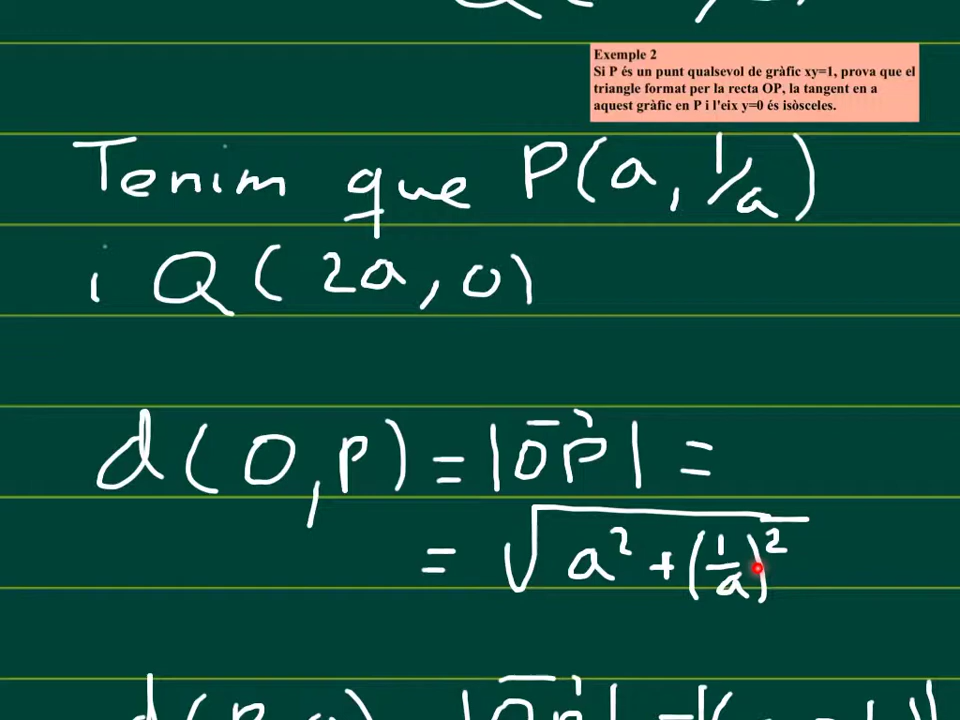 Exemple 2
Si P és un punt qualsevol de gràfic xy=1, prova que el
triangle format per la recta OP, la tangent en a
aquest gràfic en P i l'eix y=0 és isòsceles.
Tenim que P(a, 1/a)
i Q(2a, 0)
d(O, P) = |OP| =
= √a² + (1/a)²